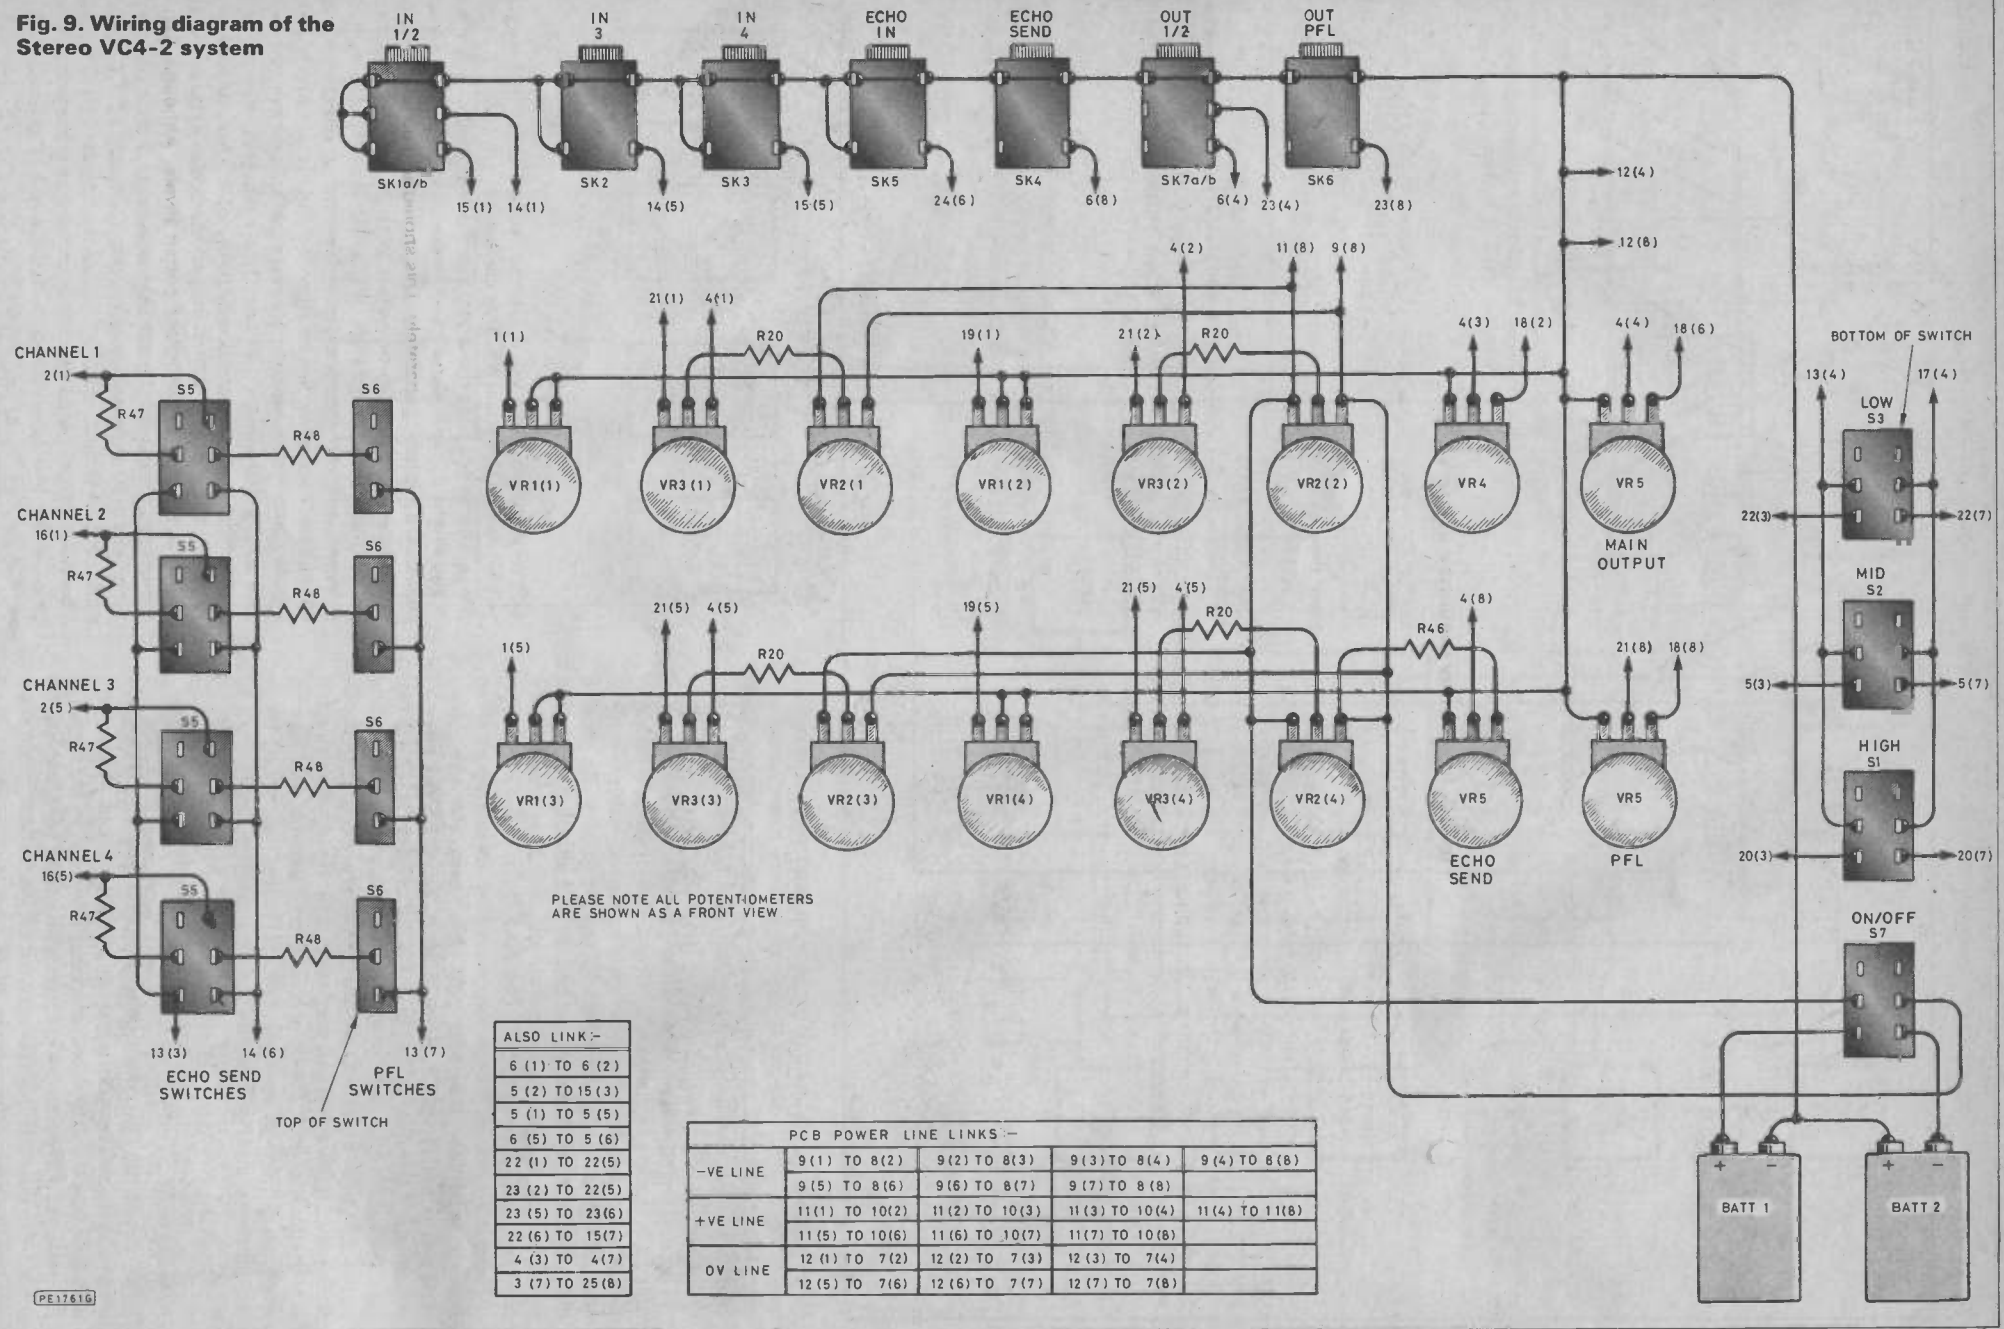 Fig. 9. Wiring diagram of the
Stereo VC4-2 system
IN
1/2
IN
3
IN
4
ECHO
IN
ECHO
SEND
OUT
1/2
OUT
PFL
SK1a/b
SK2
SK3
SK5
SK4
SK7a/b
SK6
15(1)
14(1)
14(5)
15(5)
24(6)
6(8)
6(4)
23(4)
23(8)
12(4)
12(8)
4(2)
11(8)
9(8)
21(1)
4(1)
1(1)
R20
19(1)
21(2)
R20
4(3)
18(2)
4(4)
18(6)
BOTTOM OF SWITCH
13(4)
17(4)
VR1(1)
VR3(1)
VR2(1
VR1(2)
VR3(2)
VR2(2)
VR4
VR5
MAIN
OUTPUT
LOW
S3
22(3)
22(7)
MID
S2
5(3)
5(7)
HIGH
S1
20(3)
20(7)
CHANNEL 1
2(1)
R47
S5
R48
S6
CHANNEL 2
16(1)
R47
S5
R48
S6
CHANNEL 3
2(5)
R47
S5
R48
S6
CHANNEL 4
16(5)
R47
S5
R48
S6
13(3)
14(6)
13(7)
ECHO SEND
SWITCHES
PFL
SWITCHES
TOP OF SWITCH
1(5)
21(5)
4(5)
R20
19(5)
21(5)
4(5)
R20
R46
4(8)
21(8)
18(8)
VR1(3)
VR3(3)
VR2(3)
VR1(4)
VR3(4)
VR2(4)
VR5
VR5
ECHO
SEND
PFL
PLEASE NOTE ALL POTENTIOMETERS
ARE SHOWN AS A FRONT VIEW
ON/OFF
S7
+
-
BATT 1
+
-
BATT 2
ALSO LINK:-
6 (1) TO 6 (2)
5 (2) TO 15(3)
5 (1) TO 5 (5)
6 (5) TO 5 (6)
22 (1) TO 22(5)
23 (2) TO 22(5)
23 (5) TO 23(6)
22 (6) TO 15(7)
4 (3) TO 4(7)
3 (7) TO 25(8)
PCB POWER LINE LINKS:-
-VE LINE
9(1) TO 8(2) 9(2) TO 8(3) 9(3) TO 8(4) 9(4) TO 8(8)
9(5) TO 8(6) 9(6) TO 8(7) 9(7) TO 8(8)
+VE LINE
11(1) TO 10(2) 11(2) TO 10(3) 11(3) TO 10(4) 11(4) TO 11(8)
11(5) TO 10(6) 11(6) TO 10(7) 11(7) TO 10(8)
OV LINE
12(1) TO 7(2) 12(2) TO 7(3) 12(3) TO 7(4)
12(5) TO 7(6) 12(6) TO 7(7) 12(7) TO 7(8)
PE1761G